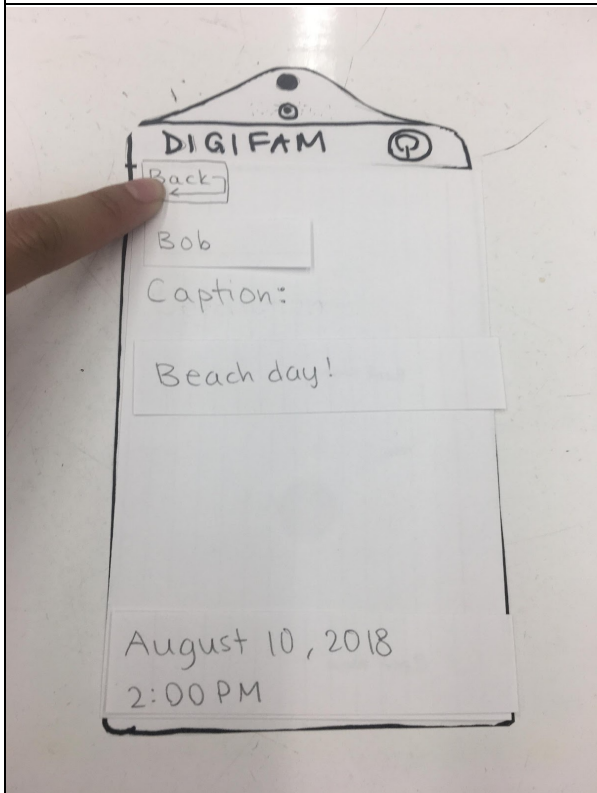 DIGIFAM
Back
Bob
Caption:
Beach day!
August 10, 2018
2:00 PM